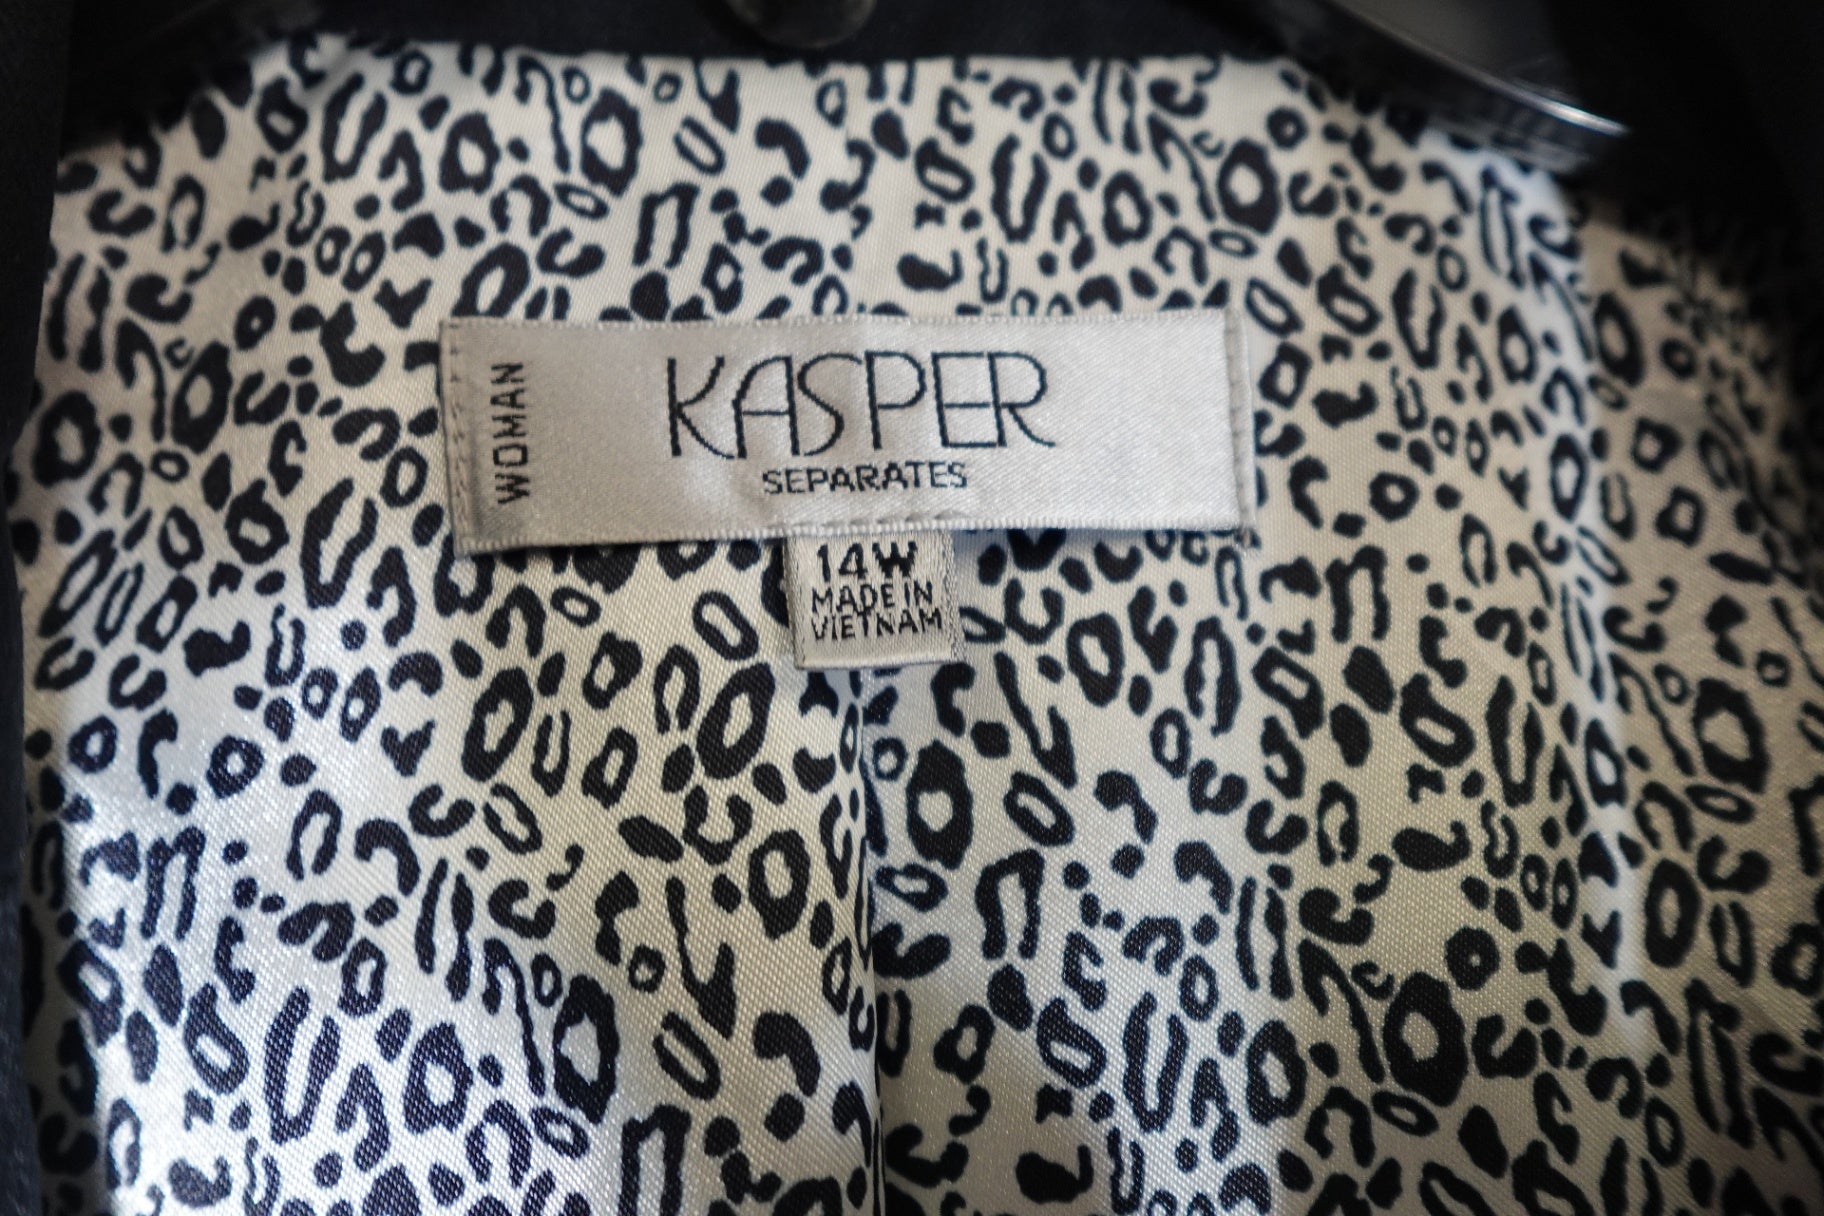 WOMAN
KASPER
SEPARATES
14W
MADE IN
VIETNAM